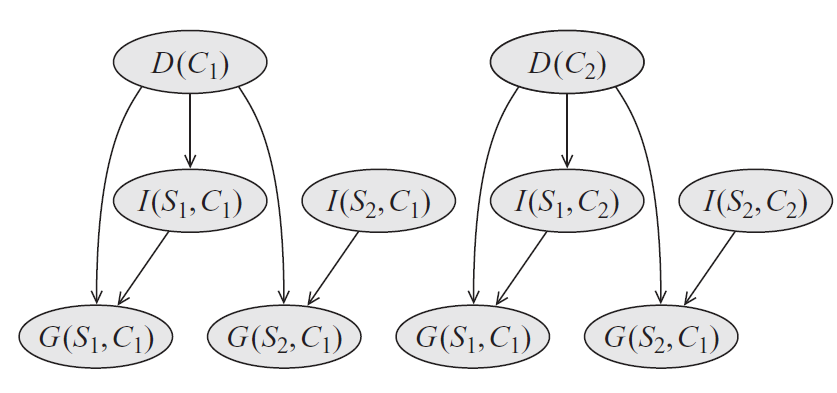 D(C₁) D(C₂)
I(S₁,C₁) I(S₂,C₁) I(S₁,C₂) I(S₂,C₂)
G(S₁,C₁) G(S₂,C₁) G(S₁,C₁) G(S₂,C₁)